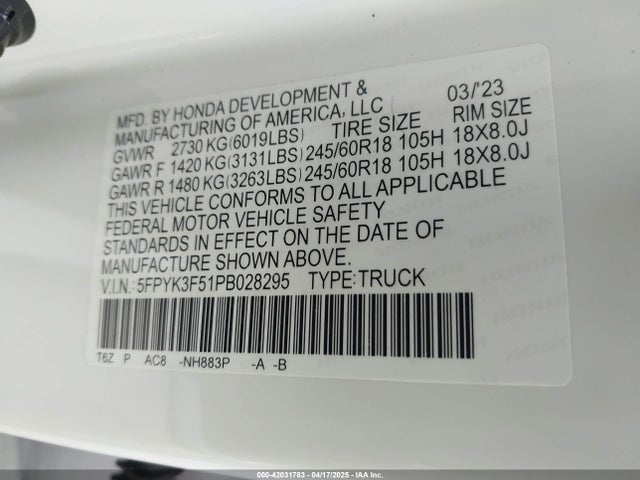 MFD. BY HONDA DEVELOPMENT & 03/'23
MANUFACTURING OF AMERICA, LLC
GVWR 2730 KG(6019LBS) TIRE SIZE RIM SIZE
GAWR F 1420 KG(3131LBS) 245/60R18 105H 18X8.0J
GAWR R 1480 KG(3263LBS) 245/60R18 105H 18X8.0J
THIS VEHICLE CONFORMS TO ALL APPLICABLE
FEDERAL MOTOR VEHICLE SAFETY
STANDARDS IN EFFECT ON THE DATE OF
MANUFACTURE SHOWN ABOVE.
V.I.N.: 5FPYK3F51PB028295 TYPE: TRUCK
T6Z P AC8 -NH883P -A -B
HONDA
000-42031763 - 04/17/2025 - IAA Inc.